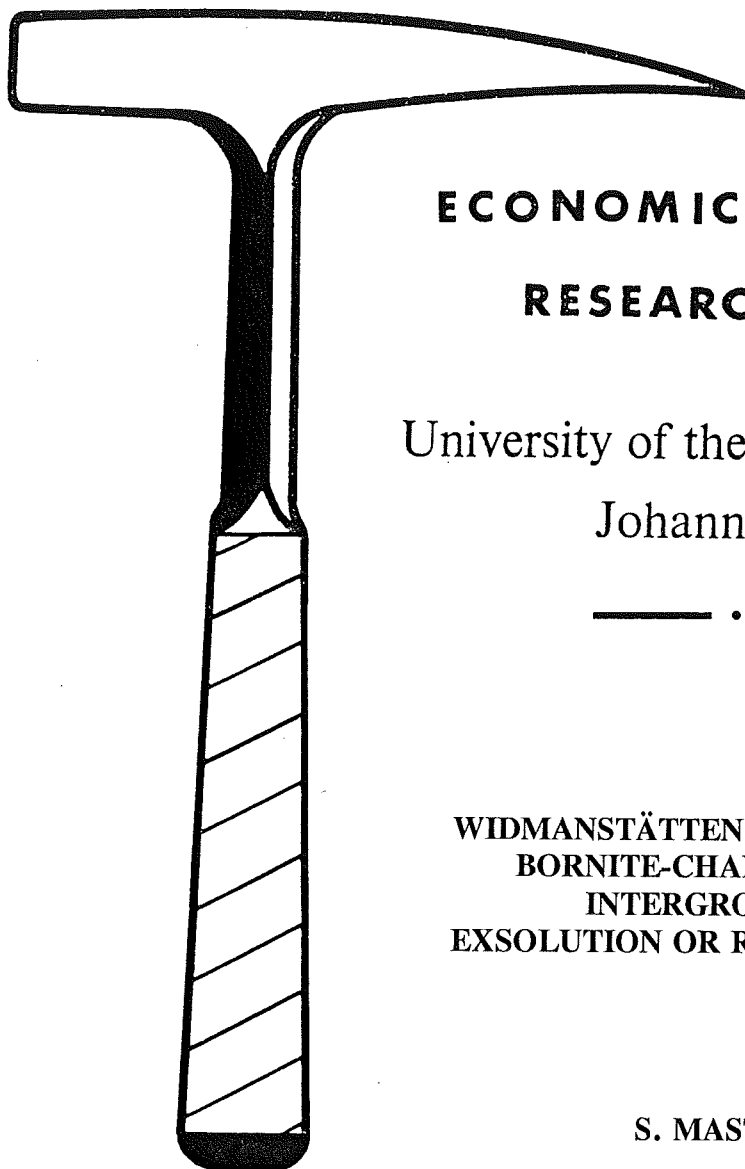 ECONOMIC
RESEARC
University of the
Johann
WIDMANSTÄTTEN
BORNITE-CHA
INTERGRO
EXSOLUTION OR R
S. MAS